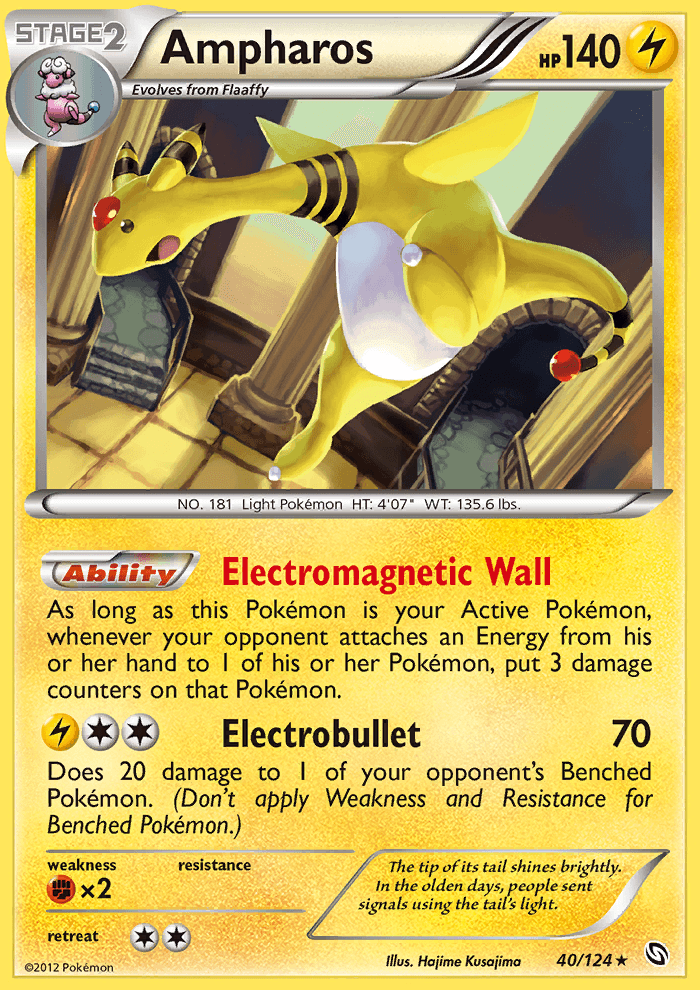 STAGE2
Ampharos
HP140
Evolves from Flaaffy
NO. 181 Light Pokémon HT: 4'07" WT: 135.6 lbs.
Ability Electromagnetic Wall
As long as this Pokémon is your Active Pokémon,
whenever your opponent attaches an Energy from his
or her hand to 1 of his or her Pokémon, put 3 damage
counters on that Pokémon.
Electrobullet 70
Does 20 damage to 1 of your opponent's Benched
Pokémon. (Don't apply Weakness and Resistance for
Benched Pokémon.)
weakness resistance
×2
retreat
The tip of its tail shines brightly.
In the olden days, people sent
signals using the tail's light.
©2012 Pokémon
Illus. Hajime Kusajima
40/124 ★